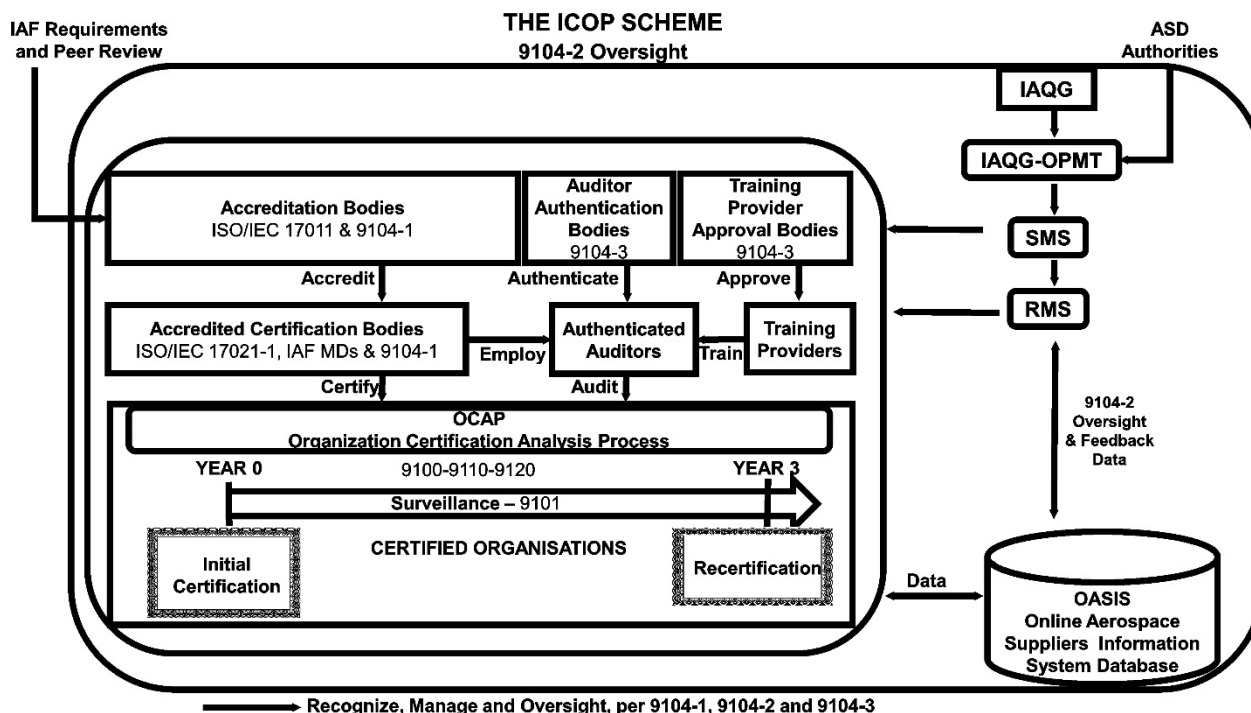 THE ICOP SCHEME
9104-2 Oversight
IAF Requirements
and Peer Review
ASD
Authorities
IAQG
IAQG-OPMT
SMS
RMS
Accreditation Bodies
ISO/IEC 17011 & 9104-1
Auditor
Authentication
Bodies
9104-3
Training
Provider
Approval Bodies
9104-3
Accredit
Authenticate
Approve
Accredited Certification Bodies
ISO/IEC 17021-1, IAF MDs & 9104-1
Employ
Authenticated
Auditors
Train
Training
Providers
Certify
Audit
OCAP
Organization Certification Analysis Process
YEAR 0
9100-9110-9120
YEAR 3
Surveillance – 9101
Initial
Certification
CERTIFIED ORGANISATIONS
Recertification
9104-2
Oversight
& Feedback
Data
Data
OASIS
Online Aerospace
Suppliers Information
System Database
Recognize, Manage and Oversight, per 9104-1, 9104-2 and 9104-3